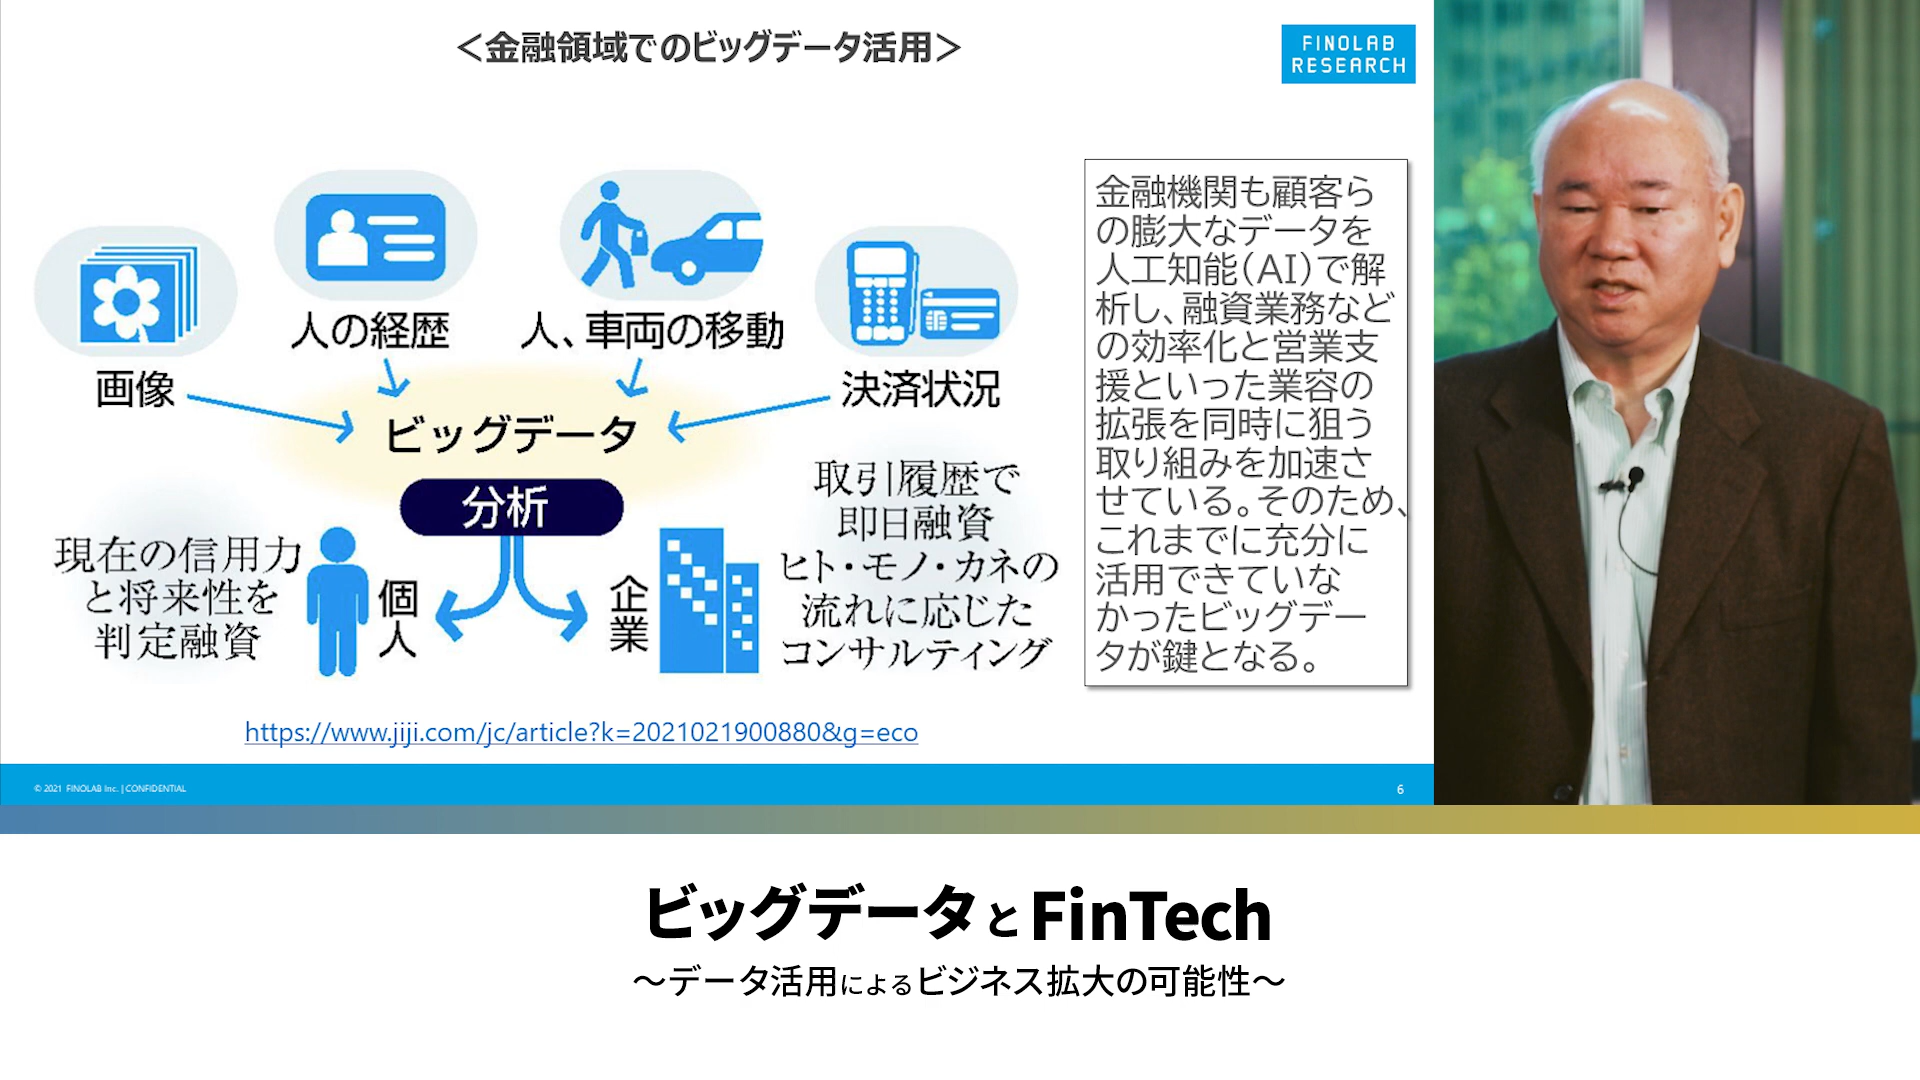 ＜金融領域でのビッグデータ活用＞
FINOLAB
RESEARCH
画像
人の経歴
人、車両の移動
決済状況
ビッグデータ
分析
現在の信用力
と将来性を
判定融資
個人
企業
取引履歴で
即日融資
ヒト・モノ・カネの
流れに応じた
コンサルティング
金融機関も顧客ら
の膨大なデータを
人工知能（AI）で解
析し、融資業務など
の効率化と営業支
援といった業容の
拡張を同時に狙う
取り組みを加速さ
せている。そのため、
これまでに充分に
活用できていな
かったビッグデー
タが鍵となる。
https://www.jiji.com/jc/article?k=2021021900880&g=eco
© 2021 FINOLAB Inc. | CONFIDENTIAL
6
ビッグデータとFinTech
～データ活用によるビジネス拡大の可能性～